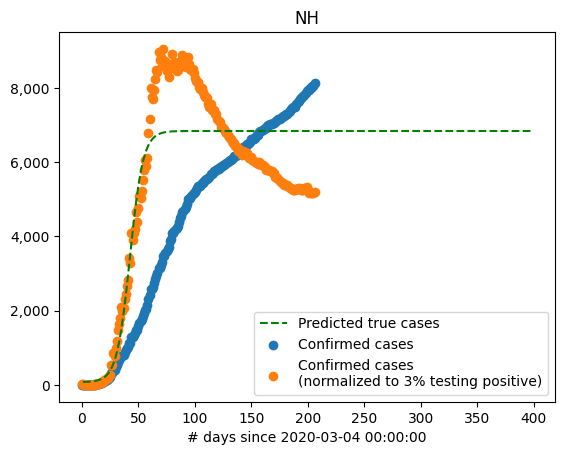 NH
8,000
6,000
4,000
2,000
0
Predicted true cases
Confirmed cases
Confirmed cases
(normalized to 3% testing positive)
0 50 100 150 200 250 300 350 400
# days since 2020-03-04 00:00:00